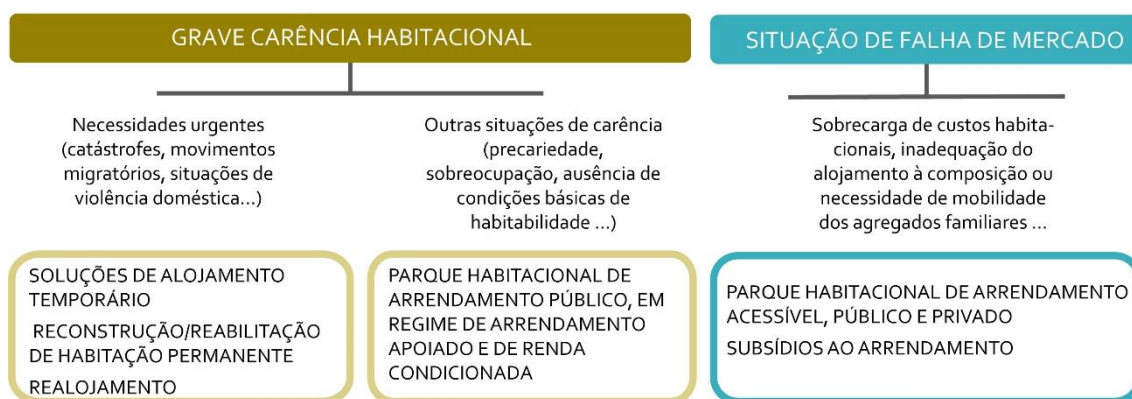 GRAVE CARÊNCIA HABITACIONAL
Necessidades urgentes
(catástrofes, movimentos
migratórios, situações de
violência doméstica...)
Outras situações de carência
(precariedade,
sobreocupação, ausência de
condições básicas de
habitabilidade ...)
SOLUÇÕES DE ALOJAMENTO
TEMPORÁRIO
RECONSTRUÇÃO/REABILITAÇÃO
DE HABITAÇÃO PERMANENTE
REALOJAMENTO
PARQUE HABITACIONAL DE
ARRENDAMENTO PÚBLICO, EM
REGIME DE ARRENDAMENTO
APOIADO E DE RENDA
CONDICIONADA
SITUAÇÃO DE FALHA DE MERCADO
Sobrecarga de custos habita-
cionais, inadequação do
alojamento à composição ou
necessidade de mobilidade
dos agregados familiares ...
PARQUE HABITACIONAL DE ARRENDAMENTO
ACESSÍVEL, PÚBLICO E PRIVADO
SUBSÍDIOS AO ARRENDAMENTO